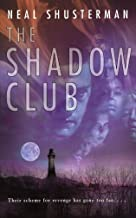 NEAL SHUSTERMAN
THE
SHADOW
CLUB
Their scheme for revenge has gone too far. . . .